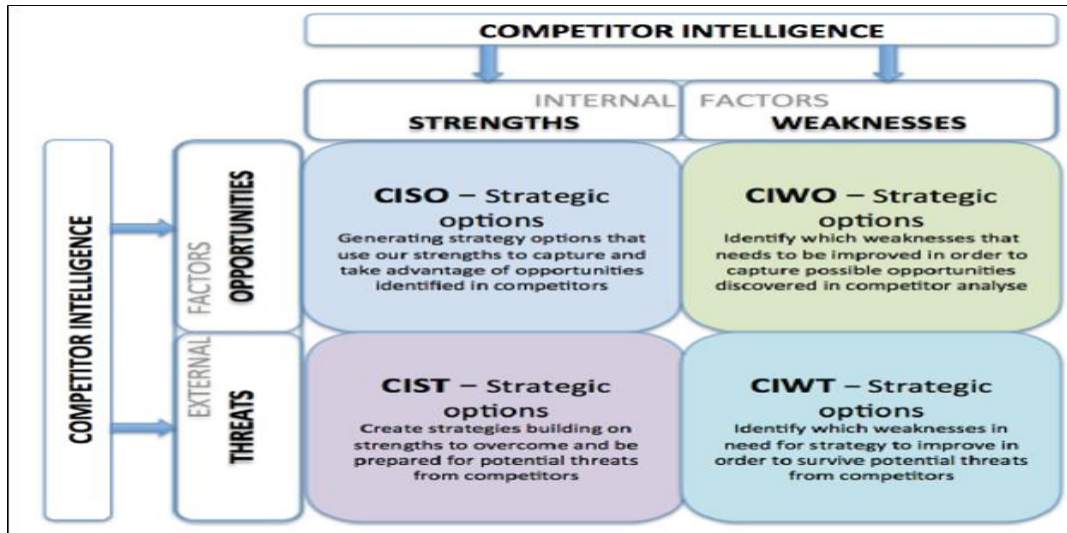 COMPETITOR INTELLIGENCE
INTERNAL FACTORS
STRENGTHS
WEAKNESSES
COMPETITOR INTELLIGENCE
EXTERNAL FACTORS
OPPORTUNITIES
THREATS
CISO – Strategic
options
Generating strategy options that
use our strengths to capture and
take advantage of opportunities
identified in competitors
CIWO – Strategic
options
Identify which weaknesses that
needs to be improved in order to
capture possible opportunities
discovered in competitor analyse
CIST – Strategic
options
Create strategies building on
strengths to overcome and be
prepared for potential threats
from competitors
CIWT – Strategic
options
Identify which weaknesses in
need for strategy to improve in
order to survive potential threats
from competitors